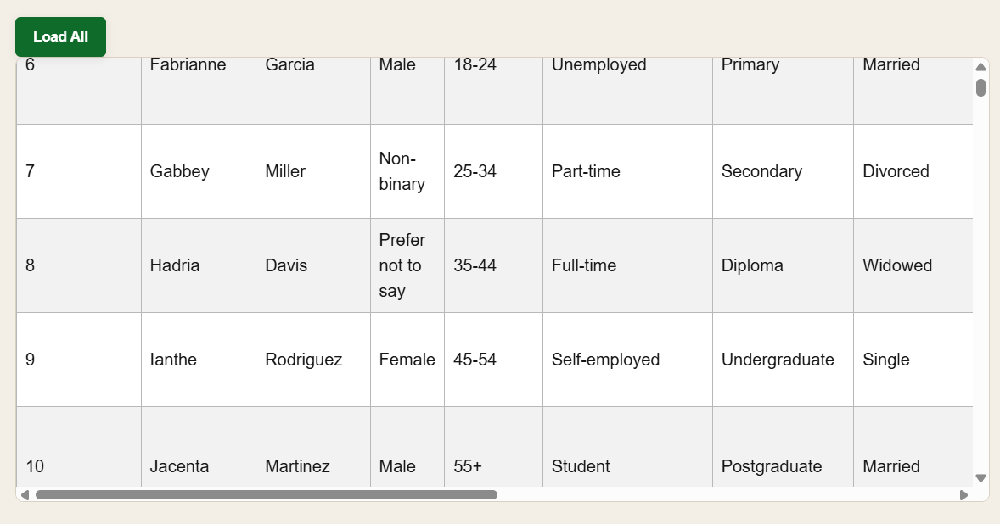 Load All
6 Fabrianne Garcia Male 18-24 Unemployed Primary Married
7 Gabbey Miller Non-binary 25-34 Part-time Secondary Divorced
8 Hadria Davis Prefer not to say 35-44 Full-time Diploma Widowed
9 Ianthe Rodriguez Female 45-54 Self-employed Undergraduate Single
10 Jacenta Martinez Male 55+ Student Postgraduate Married